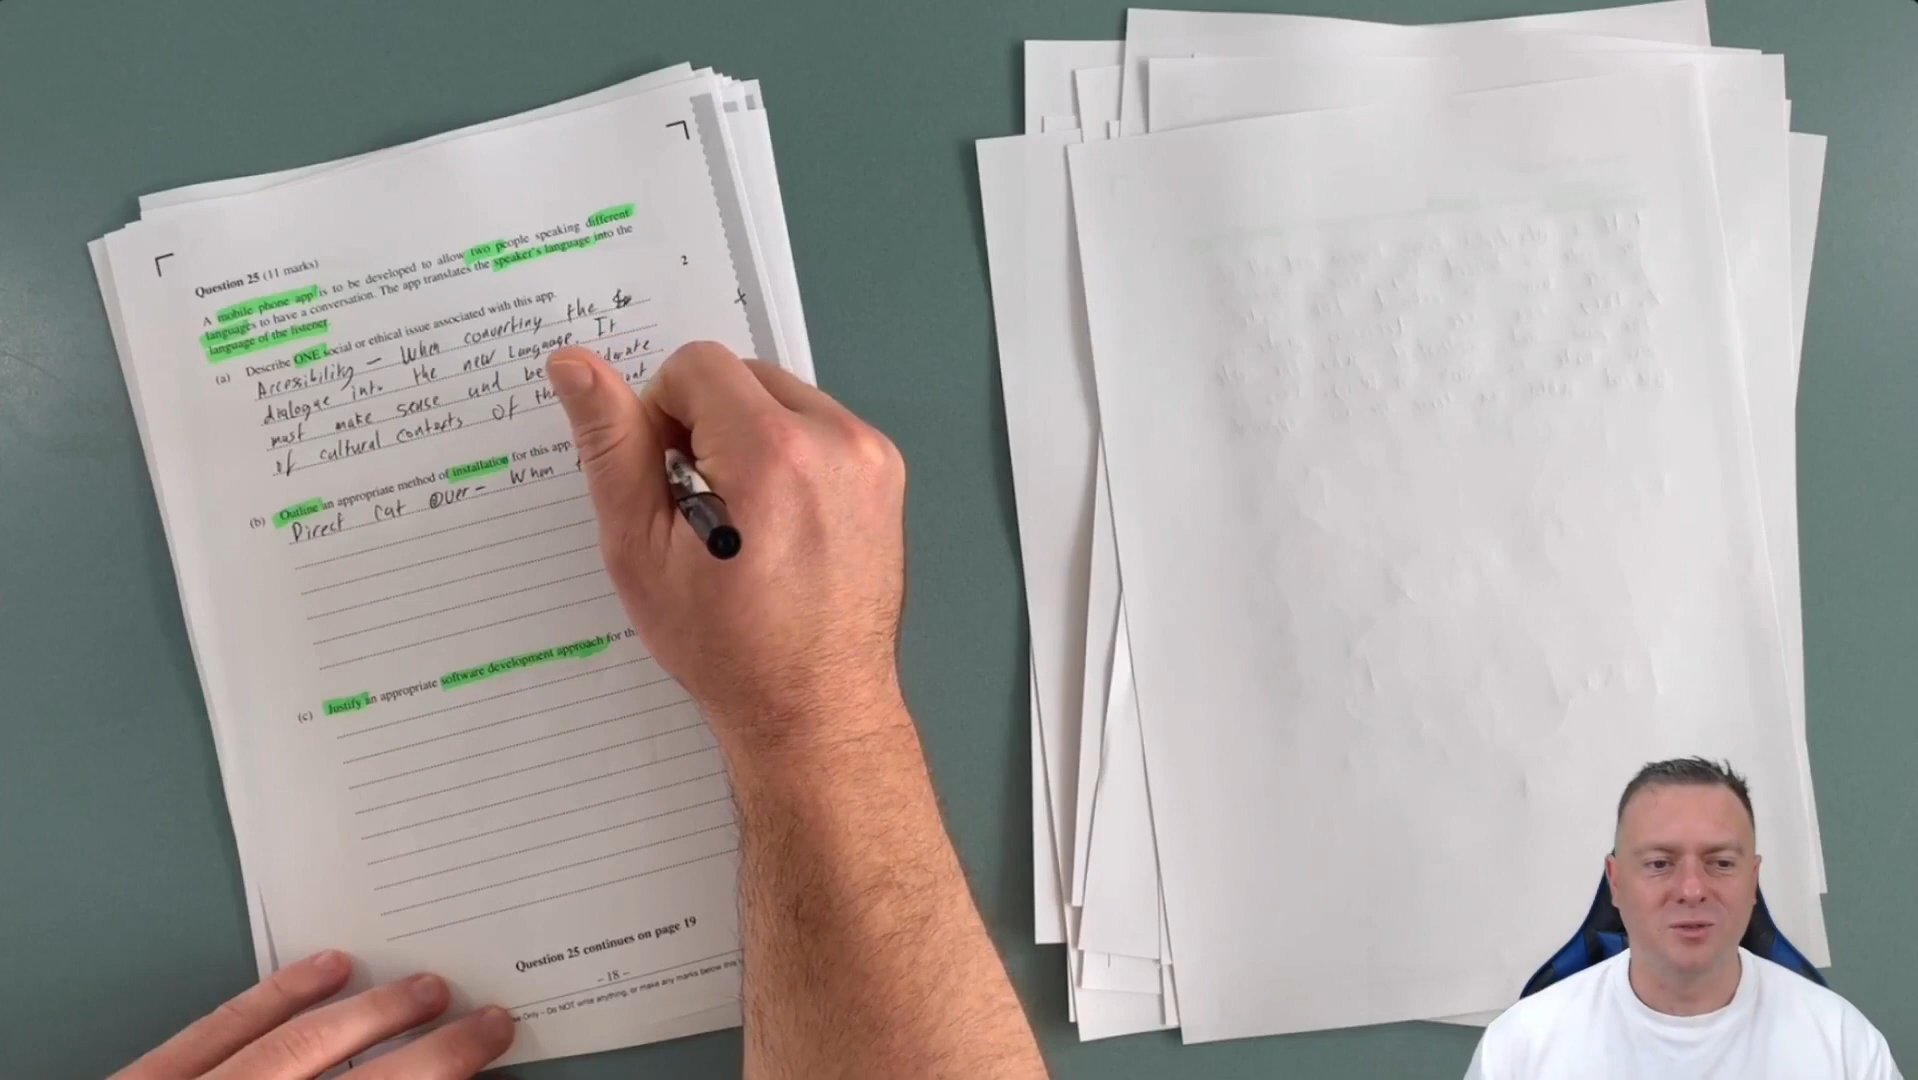 Question 25 (11 marks)
A mobile phone app is to be developed to allow two people speaking different
languages to have a conversation. The app translates the speaker's language into the
language of the listener.
2
(a) Describe ONE social or ethical issue associated with this app.
Accessibility – When converting the
dialogue into the new language. It
must make sense and be
of cultural contexts of the
(b) Outline an appropriate method of installation for this app.
Direct cut over – When
(c) Justify an appropriate software development approach for
Question 25 continues on page 19
– 18 –
Only – Do NOT write anything, or make any marks below this